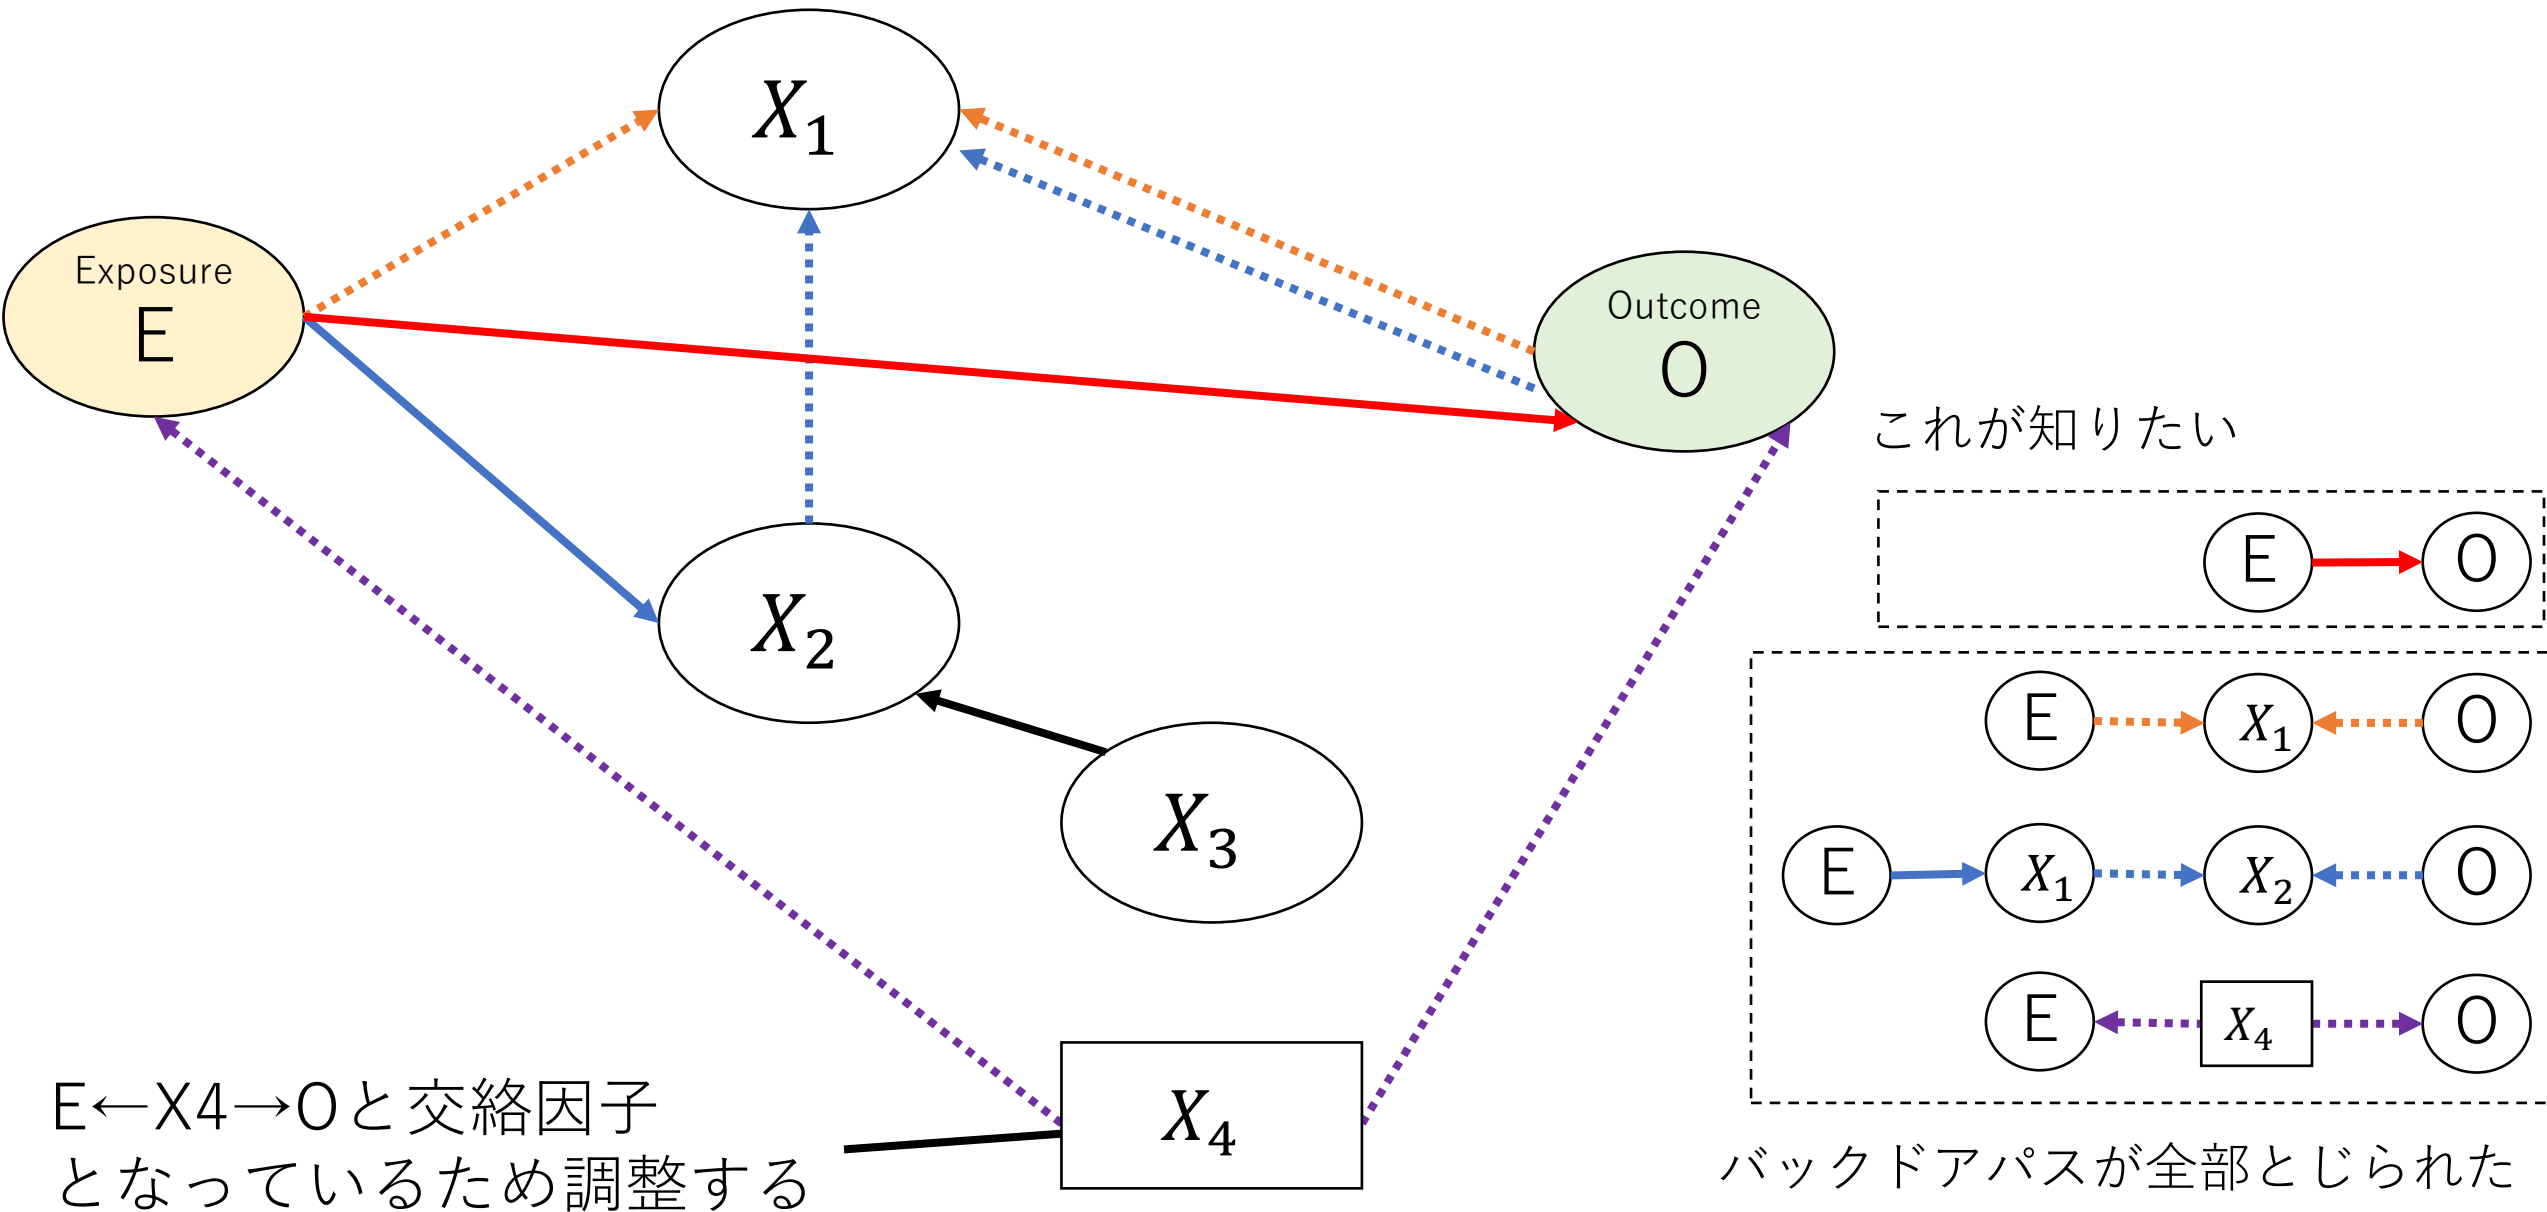 X1
Exposure
E
Outcome
O
これが知りたい
E O
X2
E X1 O
X3
E X1 X2 O
E X4 O
X4
E←X4→Oと交絡因子
となっているため調整する
バックドアパスが全部とじられた